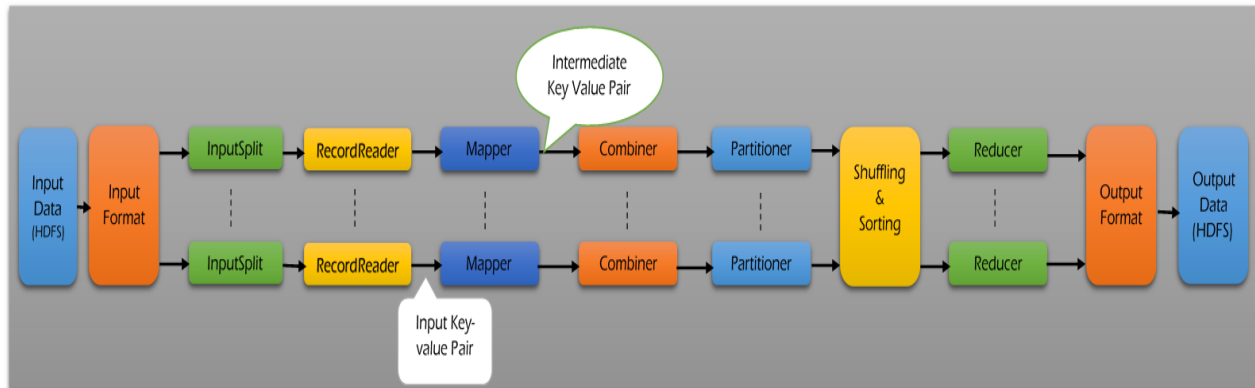 Intermediate
Key Value Pair
Input
Data
(HDFS)
Input
Format
InputSplit
RecordReader
Mapper
Combiner
Partitioner
Shuffling
&
Sorting
Reducer
Output
Format
Output
Data
(HDFS)
InputSplit
RecordReader
Mapper
Combiner
Partitioner
Reducer
Input Key-
value Pair